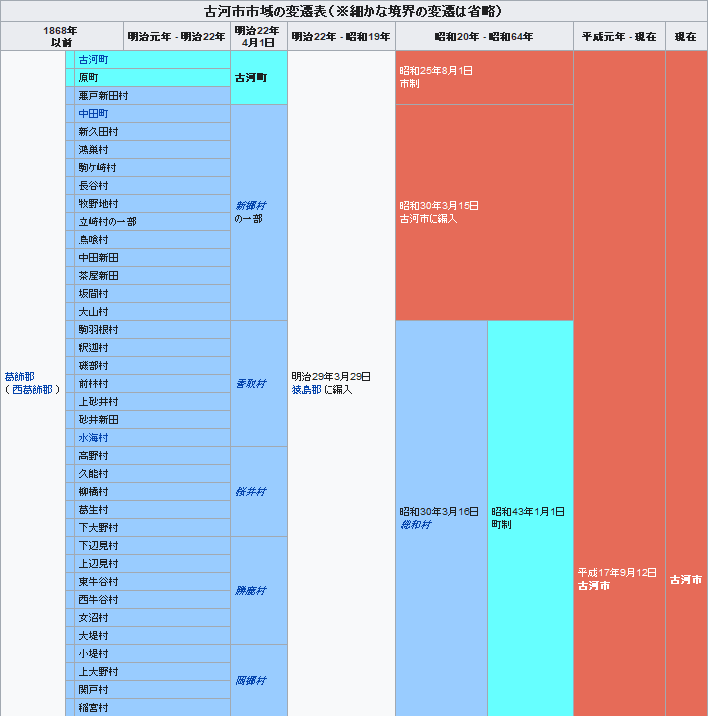 古河市市域の変遷表（※細かな境界の変遷は省略）
1868年
以前
明治元年 - 明治22年
明治22年
4月1日
明治22年 - 昭和19年
昭和20年 - 昭和64年
平成元年 - 現在
現在
葛飾郡
（ 西葛飾郡 ）
古河町
原町
悪戸新田村
古河町
明治29年3月29日
猿島郡 に編入
昭和25年8月1日
市制
平成17年9月12日
古河市
古河市
中田町
新久田村
鴻巣村
駒ケ崎村
長谷村
牧野地村
立崎村の一部
鳥喰村
中田新田
茶屋新田
坂間村
大山村
新郷村
の一部
昭和30年3月15日
古河市に編入
駒羽根村
釈迦村
磯部村
前林村
上砂井村
砂井新田
水海村
香取村
昭和30年3月16日
総和村
昭和43年1月1日
町制
高野村
久能村
柳橋村
葛生村
下大野村
桜井村
下辺見村
上辺見村
東牛谷村
西牛谷村
女沼村
大堤村
勝鹿村
小堤村
上大野村
関戸村
稲宮村
岡郷村